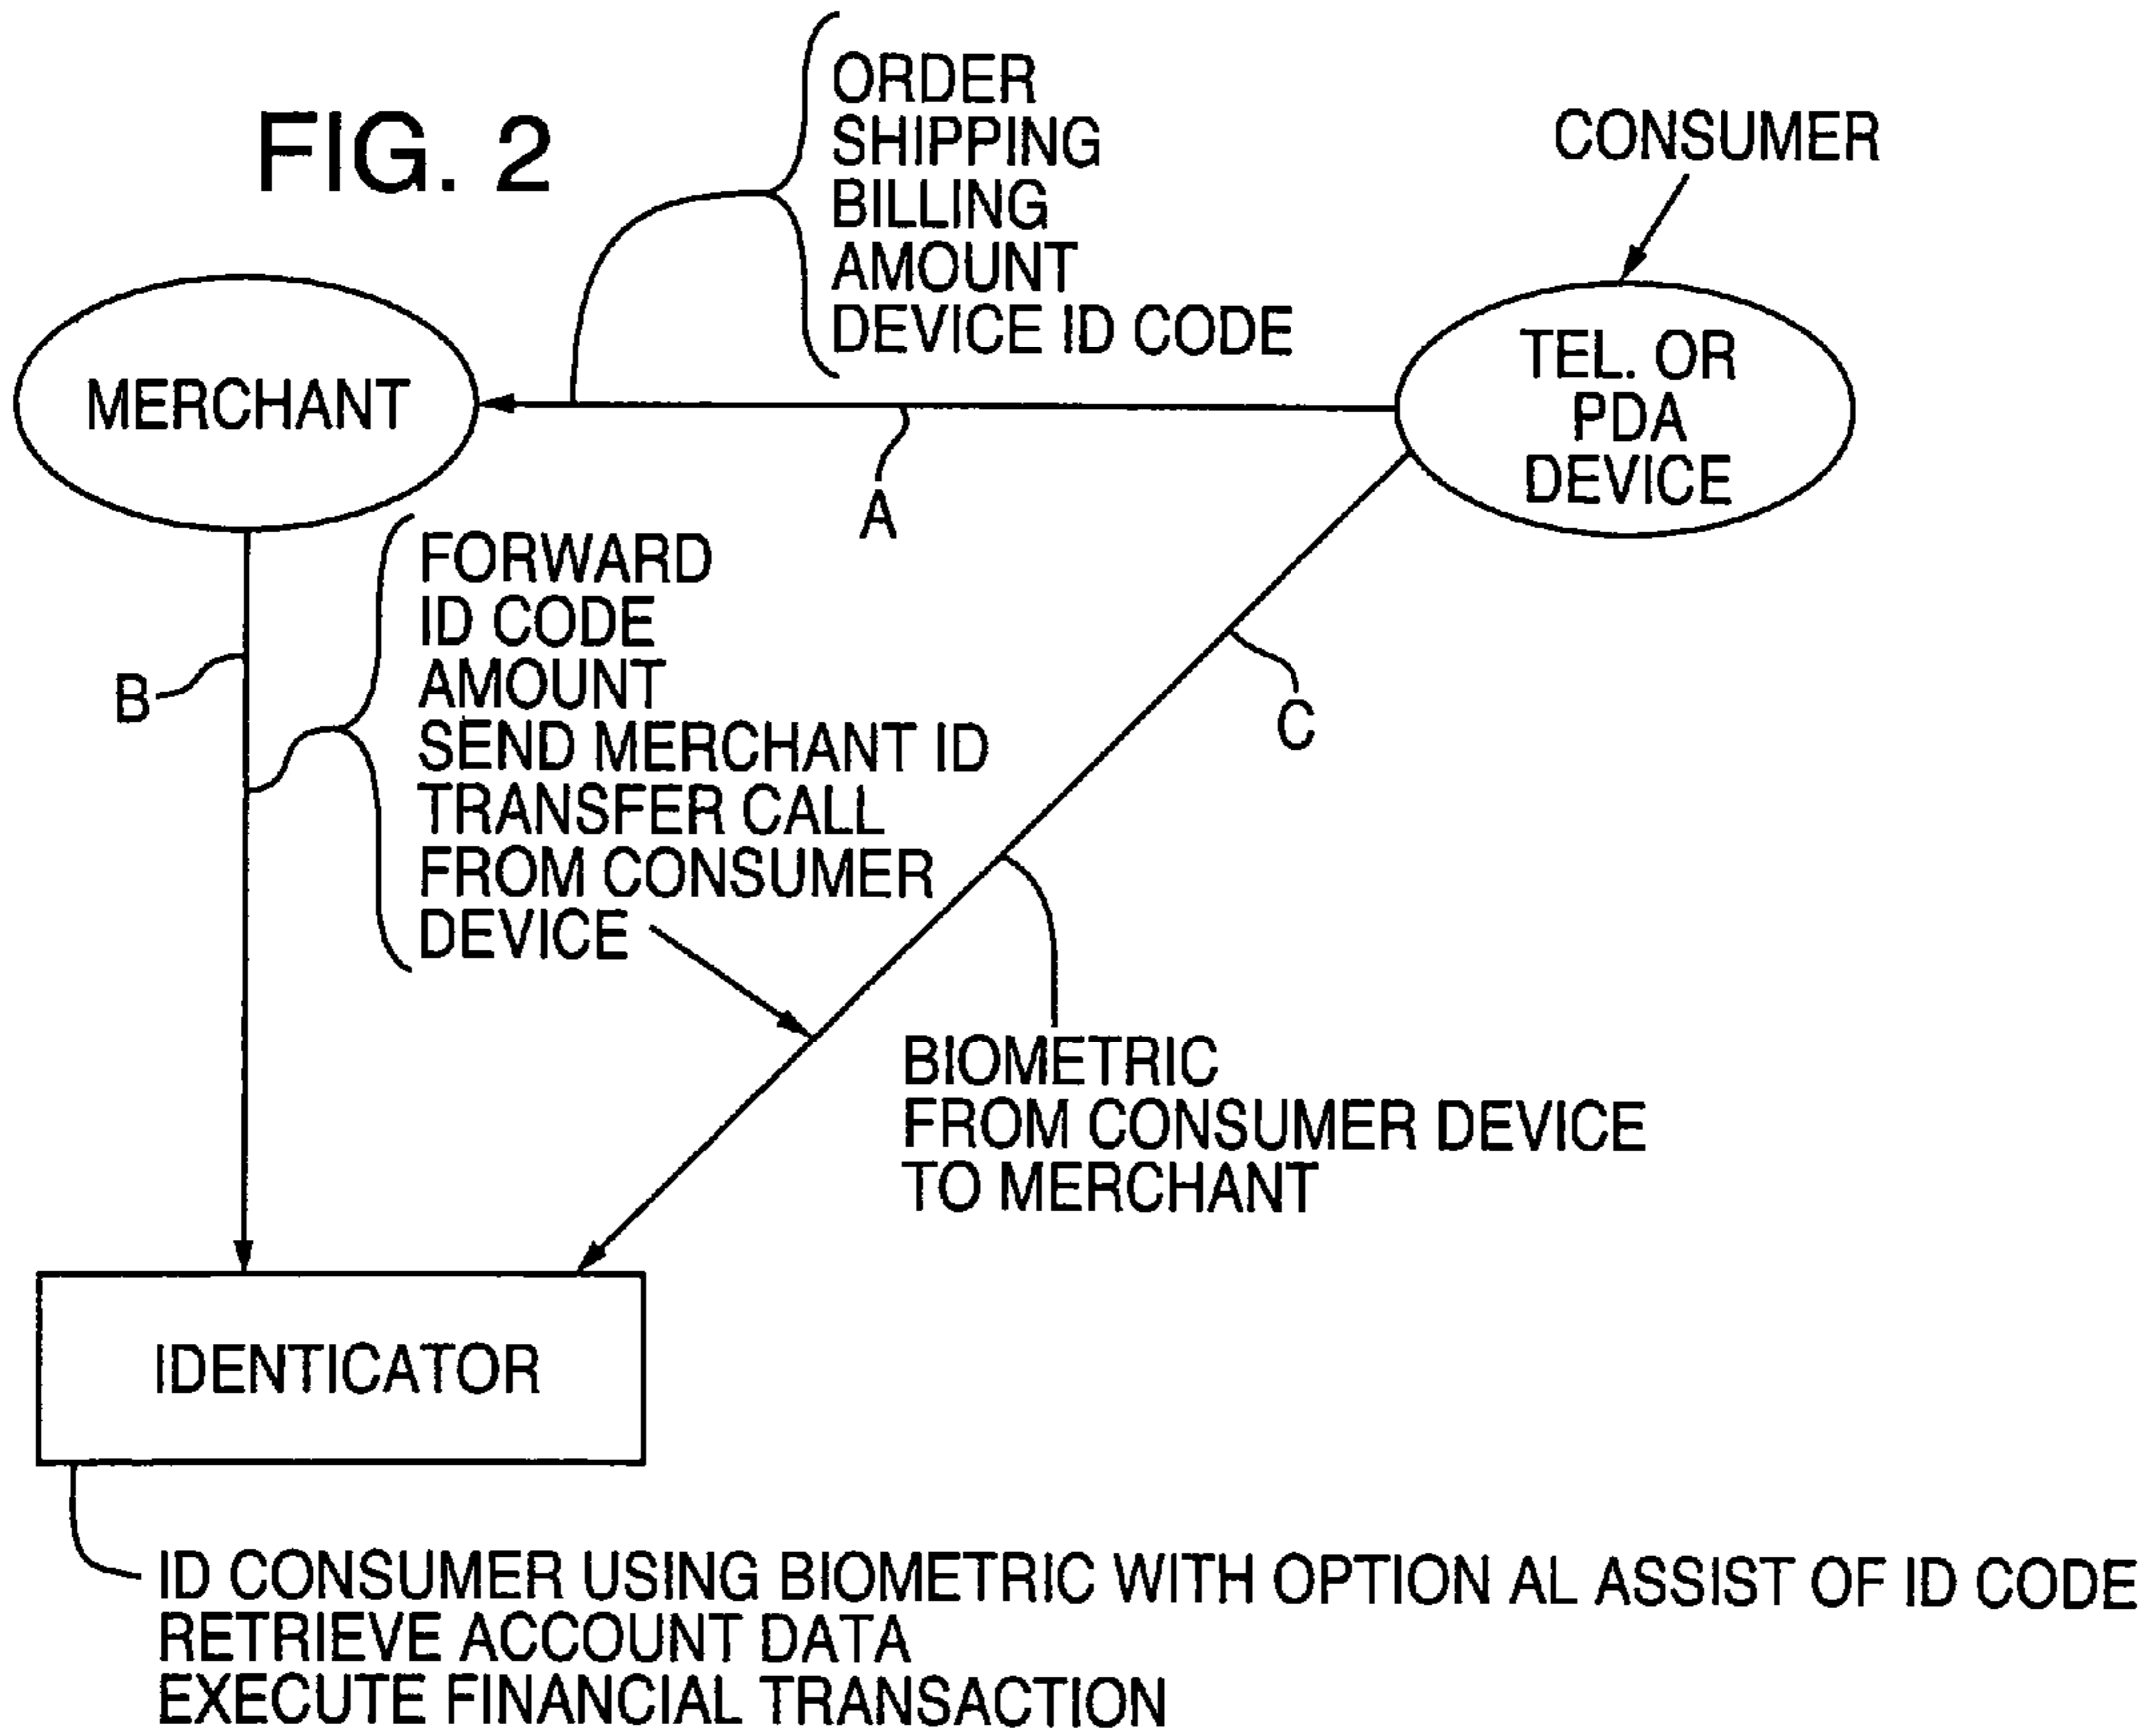 FIG. 2
ORDER
SHIPPING
BILLING
AMOUNT
DEVICE ID CODE
CONSUMER
MERCHANT
TEL. OR
PDA
DEVICE
A
FORWARD
ID CODE
AMOUNT
SEND MERCHANT ID
TRANSFER CALL
FROM CONSUMER
DEVICE
B
C
BIOMETRIC
FROM CONSUMER DEVICE
TO MERCHANT
IDENTICATOR
ID CONSUMER USING BIOMETRIC WITH OPTION AL ASSIST OF ID CODE
RETRIEVE ACCOUNT DATA
EXECUTE FINANCIAL TRANSACTION